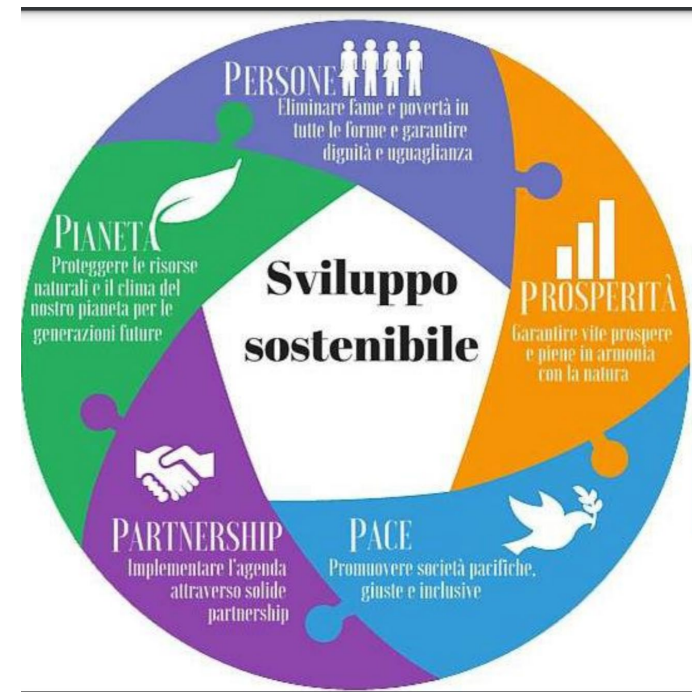 PERSONE
Eliminare fame e povertà in
tutte le forme e garantire
dignità e uguaglianza
PROSPERITÀ
Garantire vite prospere
e piene in armonia
con la natura
PACE
Promuovere società pacifiche,
giuste e inclusive
PARTNERSHIP
Implementare l'agenda
attraverso solide
partnership
PIANETA
Proteggere le risorse
naturali e il clima del
nostro pianeta per le
generazioni future
Sviluppo
sostenibile